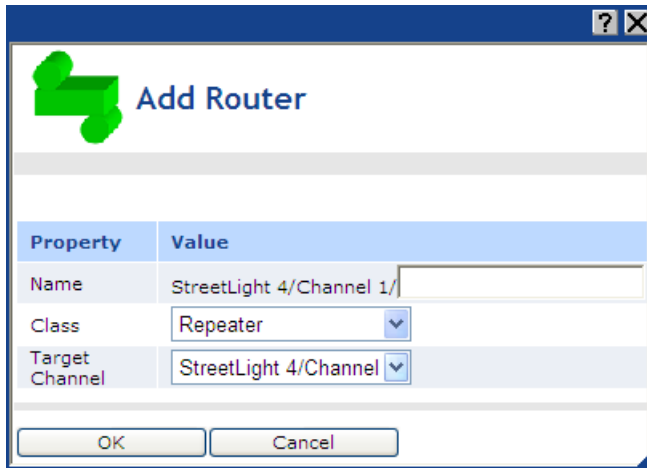 ?
Add Router
Property Value
Name StreetLight 4/Channel 1/
Class Repeater
Target Channel StreetLight 4/Channel
OK Cancel